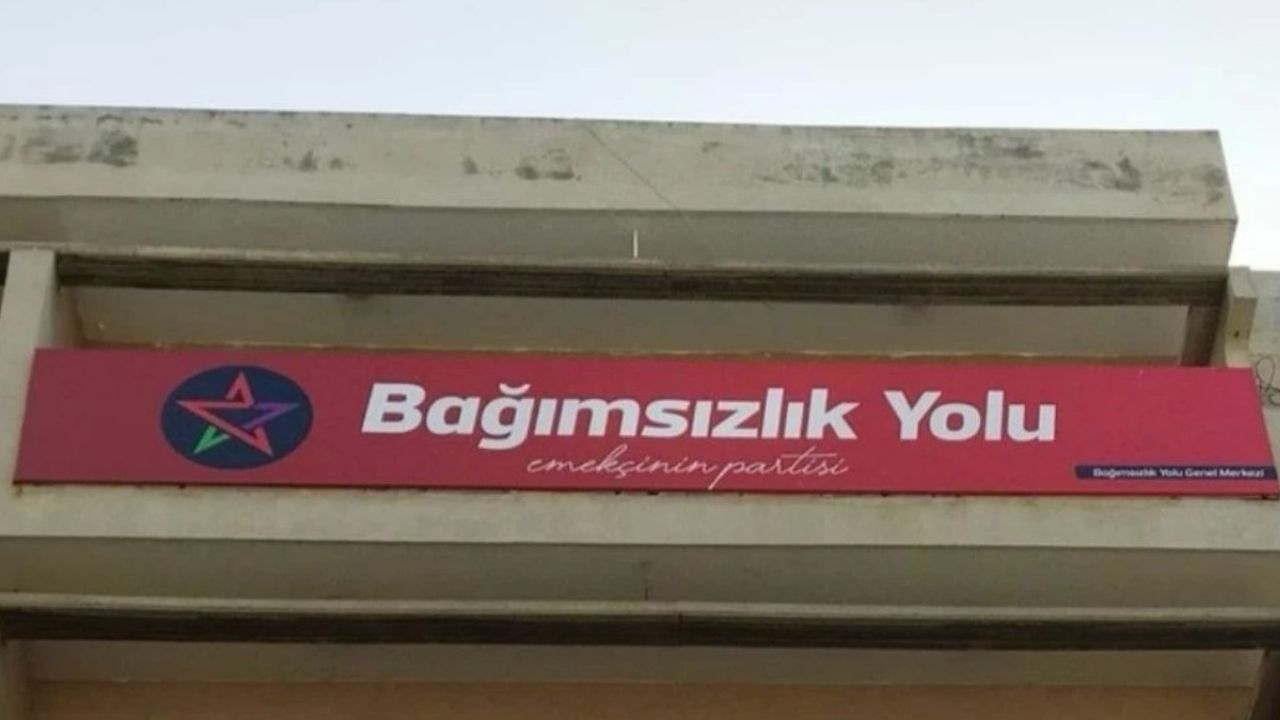 Bağımsızlık Yolu
emekçinin partisi
Bağımsızlık Yolu Genel Merkezi